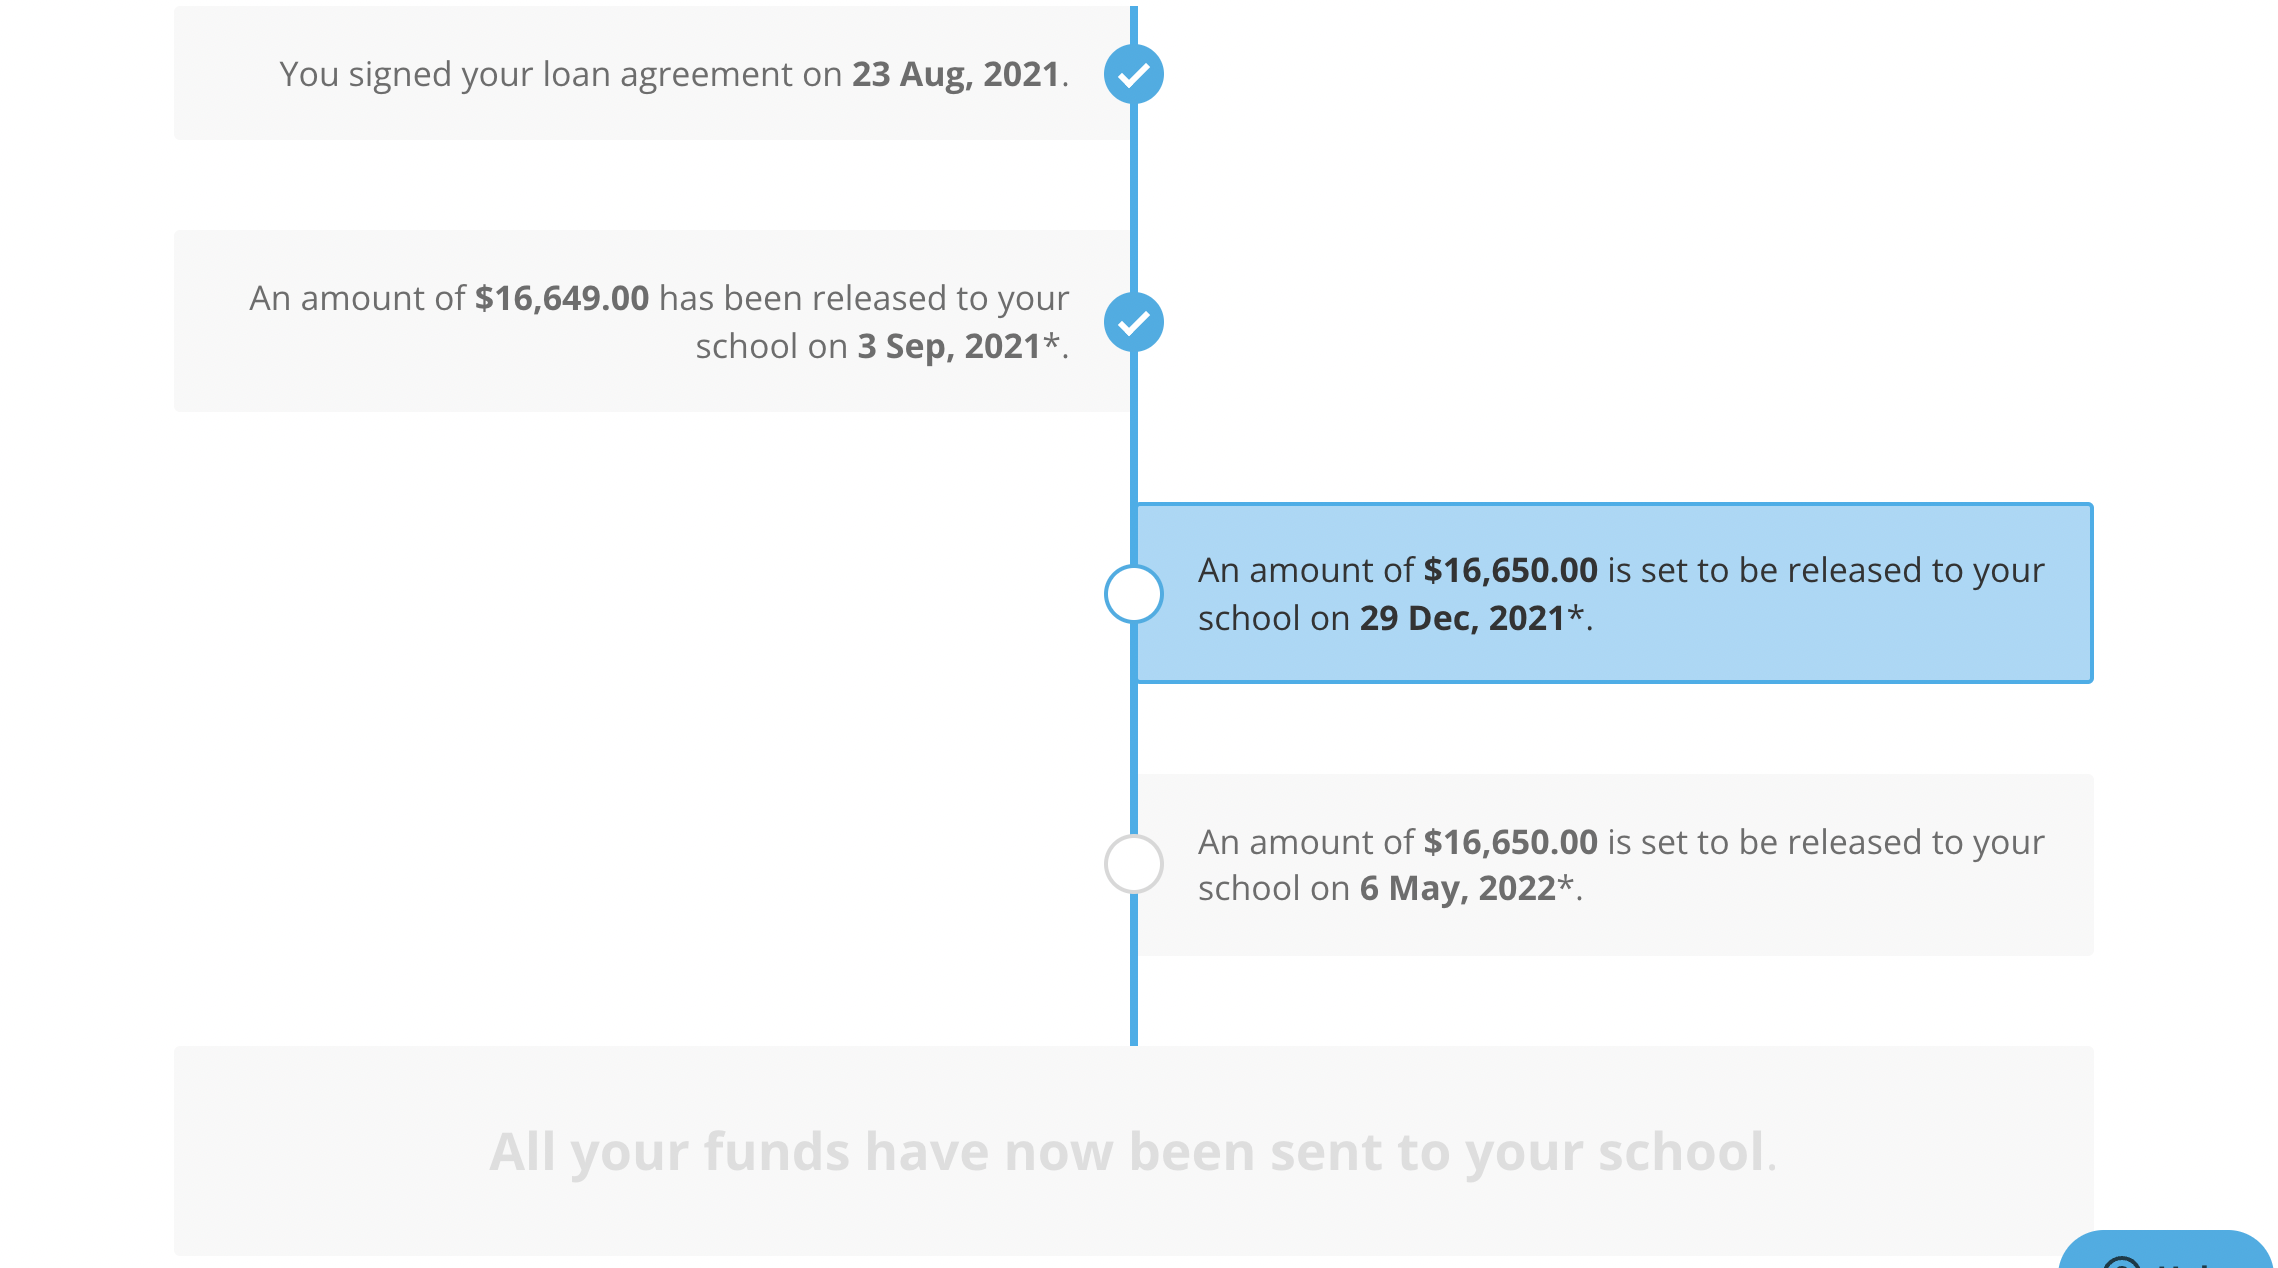 You signed your loan agreement on 23 Aug, 2021.
An amount of $16,649.00 has been released to your
school on 3 Sep, 2021*.
An amount of $16,650.00 is set to be released to your
school on 29 Dec, 2021*.
An amount of $16,650.00 is set to be released to your
school on 6 May, 2022*.
All your funds have now been sent to your school.